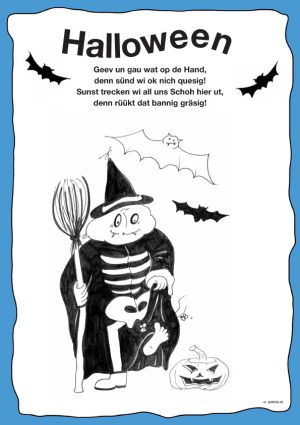 Halloween
Geev un gau wat op de Hand,
denn sünd wi ok nich quesig!
Sunst trecken wi all uns Schoh hier ut,
denn rüükt dat bannig gräsig!